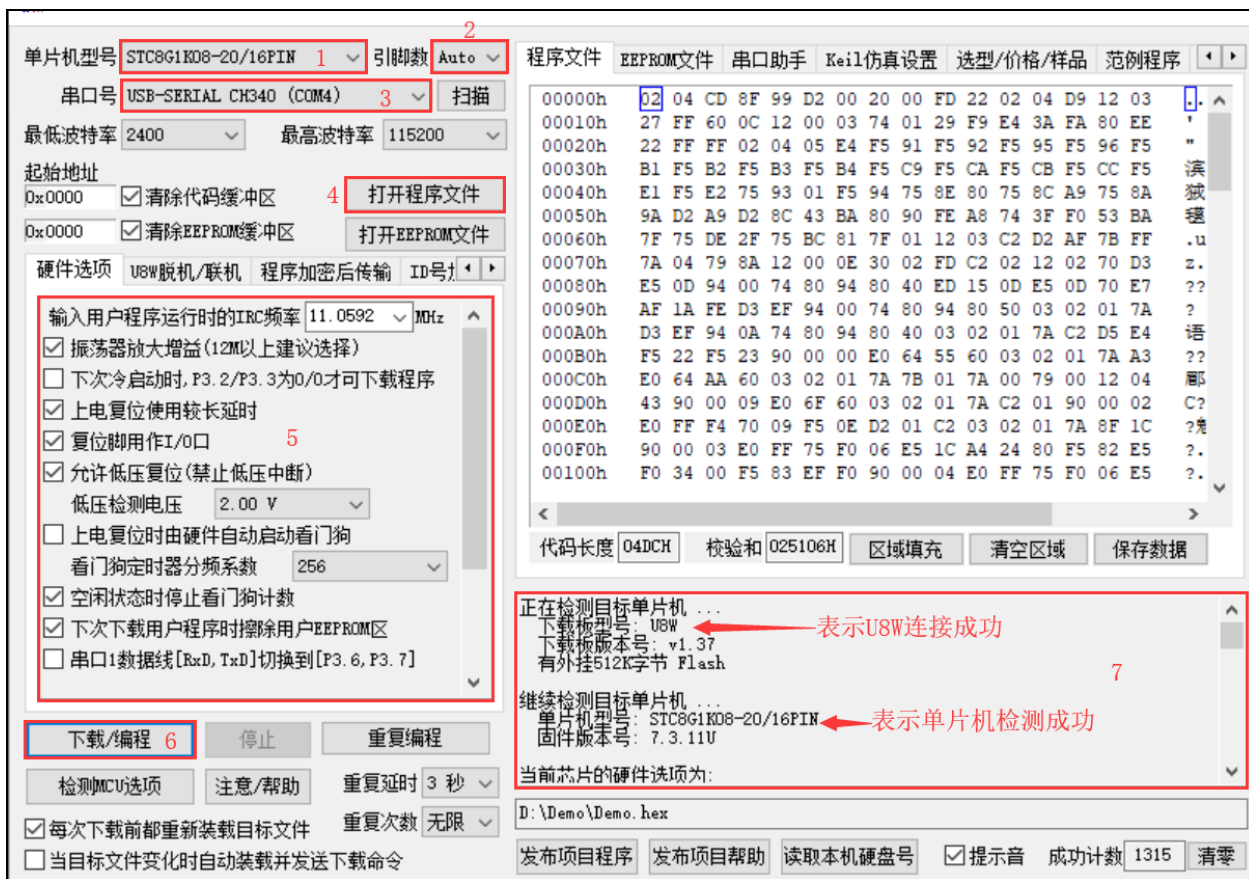 单片机型号 STC8G1K08-20/16PIN 1 引脚数 Auto 2
串口号 USB-SERIAL CH340 (COM4) 3 扫描
最低波特率 2400 最高波特率 115200
起始地址
0x0000 清除代码缓冲区 4 打开程序文件
0x0000 清除EEPROM缓冲区 打开EEPROM文件
硬件选项 U8W脱机/联机 程序加密后传输
输入用户程序运行时的IRC频率 11.0592 MHz
振荡器放大增益(12M以上建议选择)
下次冷启动时,P3.2/P3.3为0/0才可下载程序
上电复位使用较长延时
复位脚用作I/O口 5
允许低压复位(禁止低压中断)
低压检测电压 2.00 V
上电复位时由硬件自动启动看门狗
看门狗定时器分频系数 256
空闲状态时停止看门狗计数
下次下载用户程序时擦除用户EEPROM区
串口1数据线[RxD,TxD]切换到[P3.6,P3.7]
下载/编程 6 停止 重复编程
检测MCU选项 注意/帮助 重复延时 3 秒
每次下载前都重新装载目标文件 重复次数 无限
当目标文件变化时自动装载并发送下载命令
程序文件 EEPROM文件 串口助手 Keil仿真设置 选型/价格/样品 范例程序
00000h 02 04 CD 8F 99 D2 00 20 00 FD 22 02 04 D9 12 03 ..
00010h 27 FF 60 0C 12 00 03 74 01 29 F9 E4 3A FA 80 EE '
00020h 22 FF FF 02 04 05 E4 F5 91 F5 92 F5 95 F5 96 F5 "
00030h B1 F5 B2 F5 B3 F5 B4 F5 C9 F5 CA F5 CB F5 CC F5 滨
00040h E1 F5 E2 75 93 01 F5 94 75 8E 80 75 8C A9 75 8A
00050h 9A D2 A9 D2 8C 43 BA 80 90 FE A8 74 3F F0 53 BA
00060h 7F 75 DE 2F 75 BC 81 7F 01 12 03 C2 D2 AF 7B FF .u
00070h 7A 04 79 8A 12 00 0E 30 02 FD C2 02 12 02 70 D3 z.
00080h E5 0D 94 00 74 80 94 80 40 ED 15 0D E5 0D 70 E7 ??
00090h AF 1A FE D3 EF 94 00 74 80 94 80 50 03 02 01 7A ?
000A0h D3 EF 94 0A 74 80 94 80 40 03 02 01 7A C2 D5 E4 语
000B0h F5 22 F5 23 90 00 00 E0 64 55 60 03 02 01 7A A3 ??
000C0h E0 64 AA 60 03 02 01 7A 7B 01 7A 00 79 00 12 04 郿
000D0h 43 90 00 09 E0 6F 60 03 02 01 7A C2 01 90 00 02 C?
000E0h E0 FF F4 70 09 F5 0E D2 01 C2 03 02 01 7A 8F 1C
000F0h 90 00 03 E0 FF 75 F0 06 E5 1C A4 24 80 F5 82 E5 ?.
00100h F0 34 00 F5 83 EF F0 90 00 04 E0 FF 75 F0 06 E5 ?.
代码长度 04DCH 校验和 025106H 区域填充 清空区域 保存数据
正在检测目标单片机 ...
下载板型号: U8W 表示U8W连接成功
下载板版本号: v1.37
有外挂512K字节 Flash 7
继续检测目标单片机 ...
单片机型号: STC8G1K08-20/16PIN 表示单片机检测成功
固件版本号: 7.3.11U
当前芯片的硬件选项为:
D:\Demo\Demo.hex
发布项目程序 发布项目帮助 读取本机硬盘号 提示音 成功计数 1315 清零